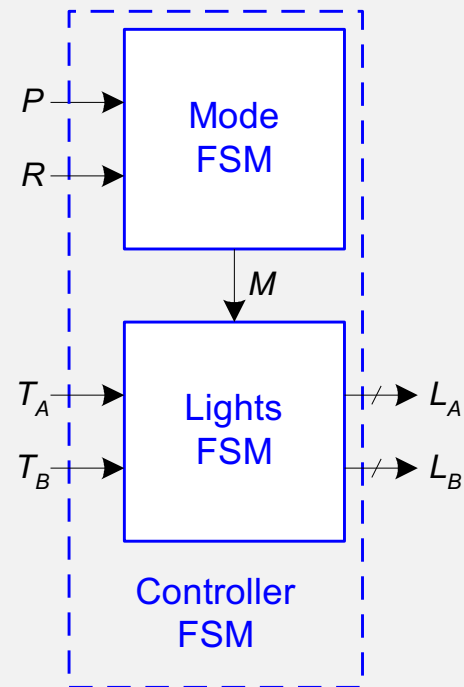 P
R
Mode
FSM
M
T_A
T_B
Lights
FSM
L_A
L_B
Controller
FSM